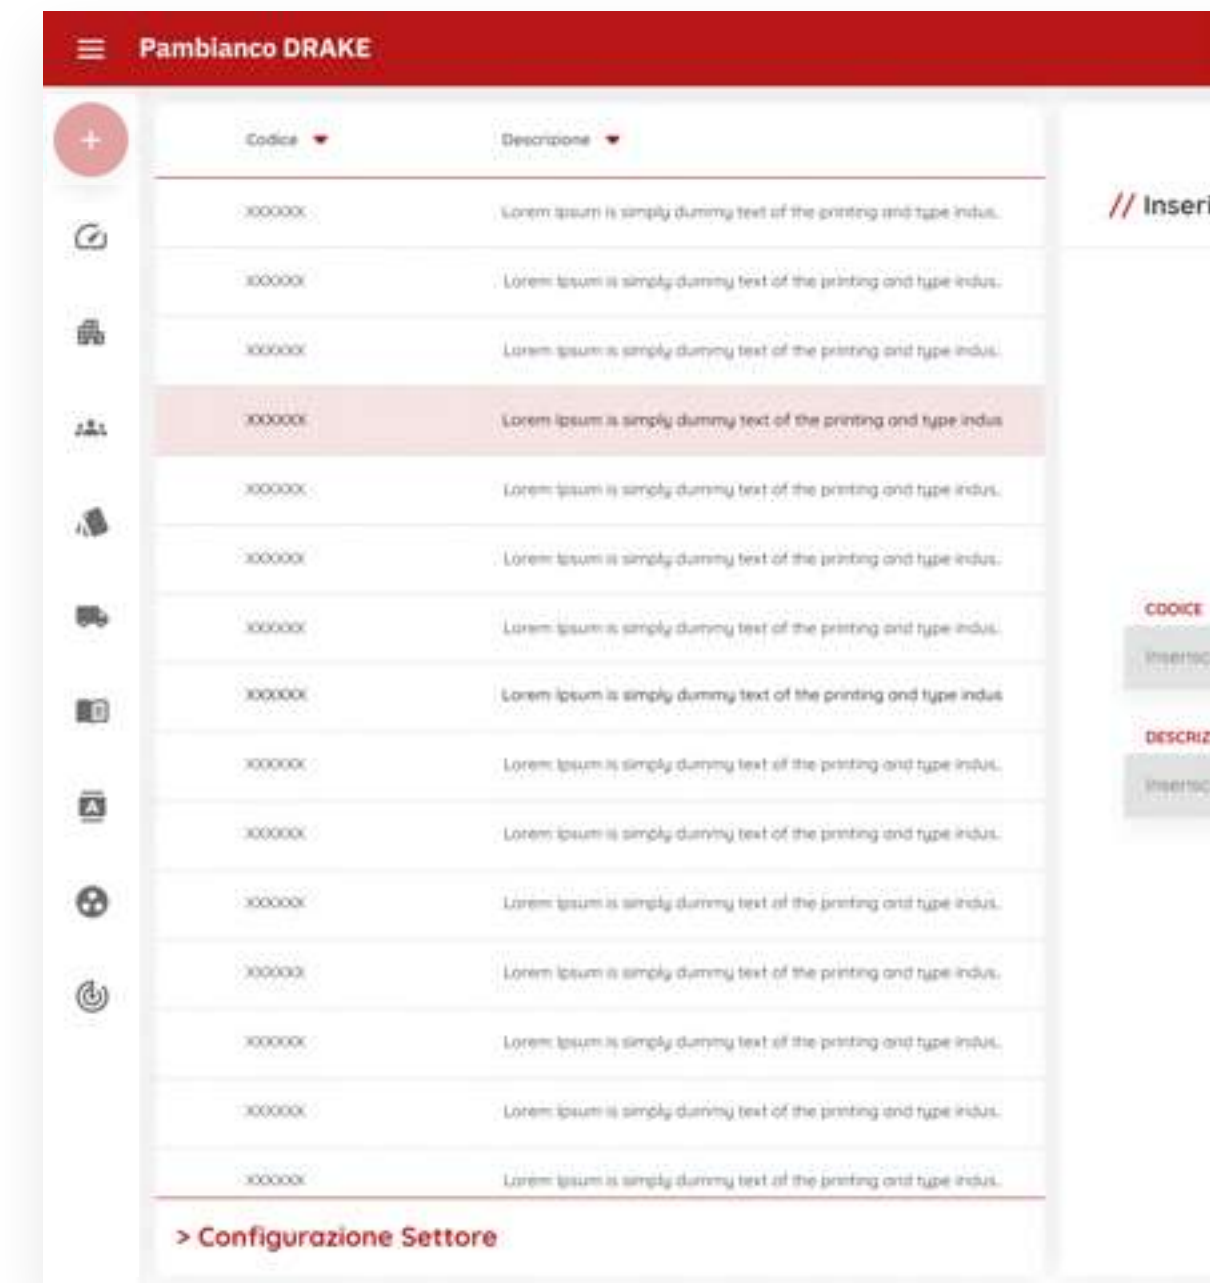 Pambianco DRAKE
Codice
Descrizione
// Inseri
XXXXXX Lorem Ipsum is simply dummy text of the printing and type indus.
XXXXXX Lorem Ipsum is simply dummy text of the printing and type indus.
XXXXXX Lorem Ipsum is simply dummy text of the printing and type indus.
XXXXXX Lorem Ipsum is simply dummy text of the printing and type indus
XXXXXX Lorem Ipsum is simply dummy text of the printing and type indus.
XXXXXX Lorem Ipsum is simply dummy text of the printing and type indus.
XXXXXX Lorem Ipsum is simply dummy text of the printing and type indus.
XXXXXX Lorem Ipsum is simply dummy text of the printing and type indus
XXXXXX Lorem Ipsum is simply dummy text of the printing and type indus.
XXXXXX Lorem Ipsum is simply dummy text of the printing and type indus.
XXXXXX Lorem Ipsum is simply dummy text of the printing and type indus.
XXXXXX Lorem Ipsum is simply dummy text of the printing and type indus.
XXXXXX Lorem Ipsum is simply dummy text of the printing and type indus.
XXXXXX Lorem Ipsum is simply dummy text of the printing and type indus.
XXXXXX Lorem Ipsum is simply dummy text of the printing and type indus.
> Configurazione Settore
CODICE
Inserisc
DESCRIZ
Inserisc